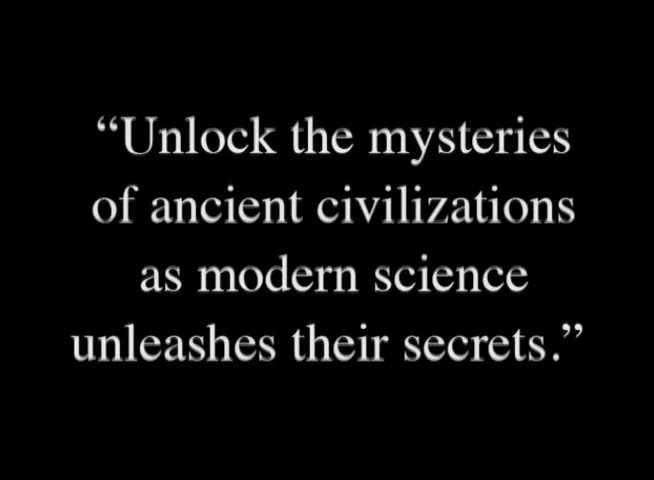 “Unlock the mysteries
of ancient civilizations
as modern science
unleashes their secrets.”